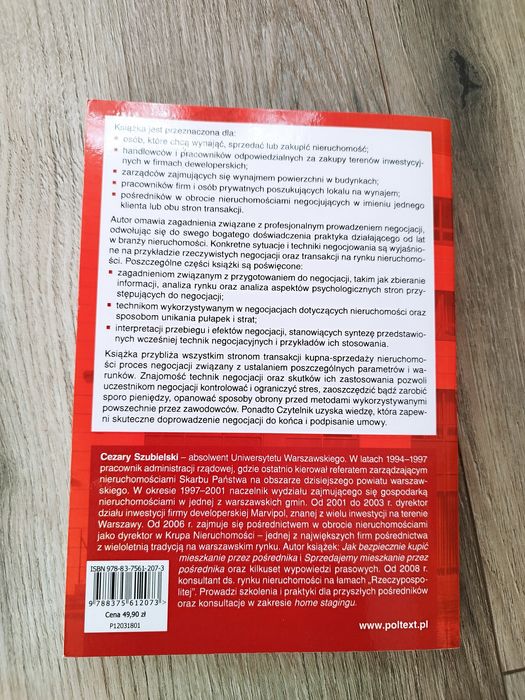 Książka jest przeznaczona dla:
▪ osób, które chcą wynająć, sprzedać lub zakupić nieruchomość;
▪ handlowców i pracowników odpowiedzialnych za zakupy terenów inwestycyj-
nych w firmach deweloperskich;
▪ zarządców zajmujących się wynajmem powierzchni w budynkach;
▪ pracowników firm i osób prywatnych poszukujących lokalu na wynajem;
▪ pośredników w obrocie nieruchomościami negocjujących w imieniu jednego
klienta lub obu stron transakcji.
Autor omawia zagadnienia związane z profesjonalnym prowadzeniem negocjacji,
odwołując się do swego bogatego doświadczenia praktyka działającego od lat
w branży nieruchomości. Konkretne sytuacje i techniki negocjowania są wyjaśnio-
ne na przykładzie rzeczywistych negocjacji oraz transakcji na rynku nieruchomo-
ści. Poszczególne części książki są poświęcone:
▪ zagadnieniom związanym z przygotowaniem do negocjacji, takim jak zbieranie
informacji, analiza rynku oraz analiza aspektów psychologicznych stron przy-
stępujących do negocjacji;
▪ technikom wykorzystywanym w negocjacjach dotyczących nieruchomości oraz
sposobom unikania pułapek i strat;
▪ interpretacji przebiegu i efektów negocjacji, stanowiących syntezę przedstawio-
nych wcześniej technik negocjacyjnych i przykładów ich stosowania.
Książka przybliża wszystkim stronom transakcji kupna-sprzedaży nieruchomo-
ści proces negocjacji związany z ustalaniem poszczególnych parametrów i wa-
runków. Znajomość technik negocjacji oraz skutków ich zastosowania pozwoli
uczestnikom negocjacji kontrolować i ograniczyć stres, zaoszczędzić bądź zarobić
sporo pieniędzy, opanować sposoby obrony przed metodami wykorzystywanymi
powszechnie przez zawodowców. Ponadto Czytelnik uzyska wiedzę, która zapew-
ni skuteczne doprowadzenie negocjacji do końca i podpisanie umowy.
Cezary Szubielski – absolwent Uniwersytetu Warszawskiego. W latach 1994–1997
pracownik administracji rządowej, gdzie ostatnio kierował referatem zarządzającym
nieruchomościami Skarbu Państwa na obszarze dzisiejszego powiatu warszaw-
skiego. W okresie 1997–2001 naczelnik wydziału zajmującego się gospodarką
nieruchomościami w jednej z warszawskich gmin. Od 2001 do 2003 r. dyrektor
działu inwestycji firmy developerskiej Marvipol, znanej z wielu inwestycji na terenie
Warszawy. Od 2006 r. zajmuje się pośrednictwem w obrocie nieruchomościami
jako dyrektor w Krupa Nieruchomości – jednej z największych firm pośrednictwa
z wieloletnią tradycją na warszawskim rynku. Autor książek: Jak bezpiecznie kupić
mieszkanie przez pośrednika i Sprzedajemy mieszkanie przez
pośrednika oraz kilkuset wypowiedzi prasowych. Od 2008 r.
konsultant ds. rynku nieruchomości na łamach „Rzeczypospo-
litej”. Prowadzi szkolenia i praktyki dla przyszłych pośredników
oraz konsultacje w zakresie home stagingu.
ISBN 978-83-7561-207-3
9 788375 612073 >
Cena 49,90 zł
P12031801
www.poltext.pl